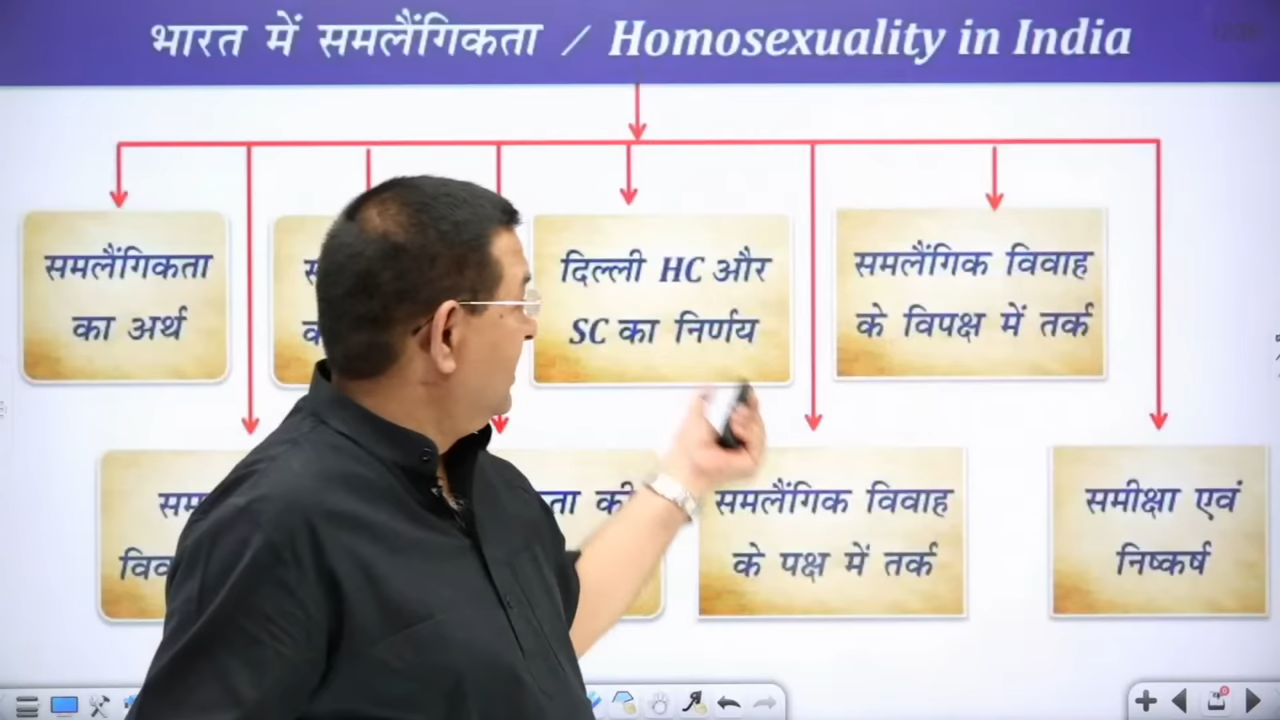 भारत में समलैंगिकता / Homosexuality in India
समलैंगिकता
का अर्थ
दिल्ली HC और
SC का निर्णय
समलैंगिक विवाह
के विपक्ष में तर्क
समलैंगिक विवाह
के पक्ष में तर्क
समीक्षा एवं
निष्कर्ष